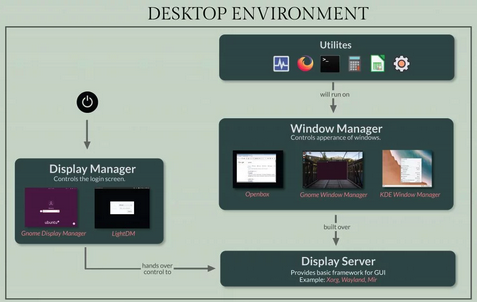 DESKTOP ENVIRONMENT
Utilites
will run on
Window Manager
Controls apperance of windows.
Openbox
Gnome Window Manager
KDE Window Manager
Display Manager
Controls the login screen.
Gnome Display Manager
LightDM
built over
hands over
control to
Display Server
Provides basic framework for GUI
Example: Xorg, Wayland, Mir